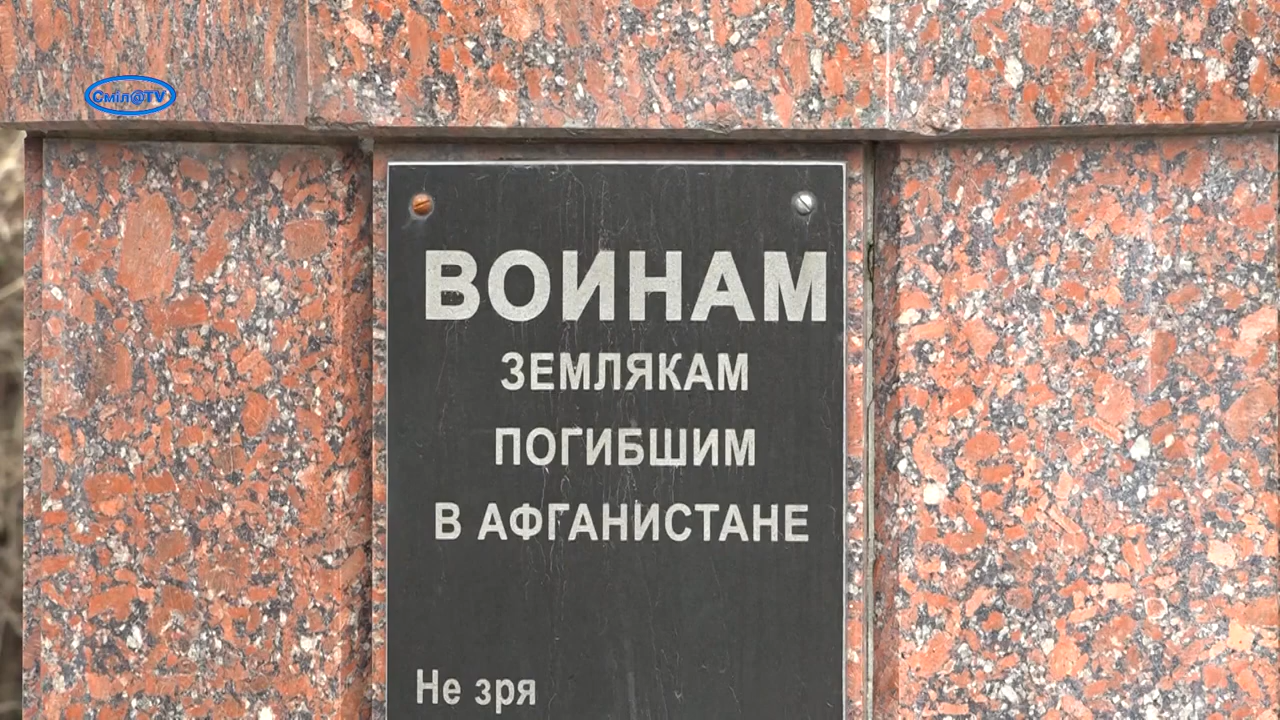 Сміл@TV
ВОИНАМ
ЗЕМЛЯКАМ
ПОГИБШИМ
В АФГАНИСТАНЕ
Не зря